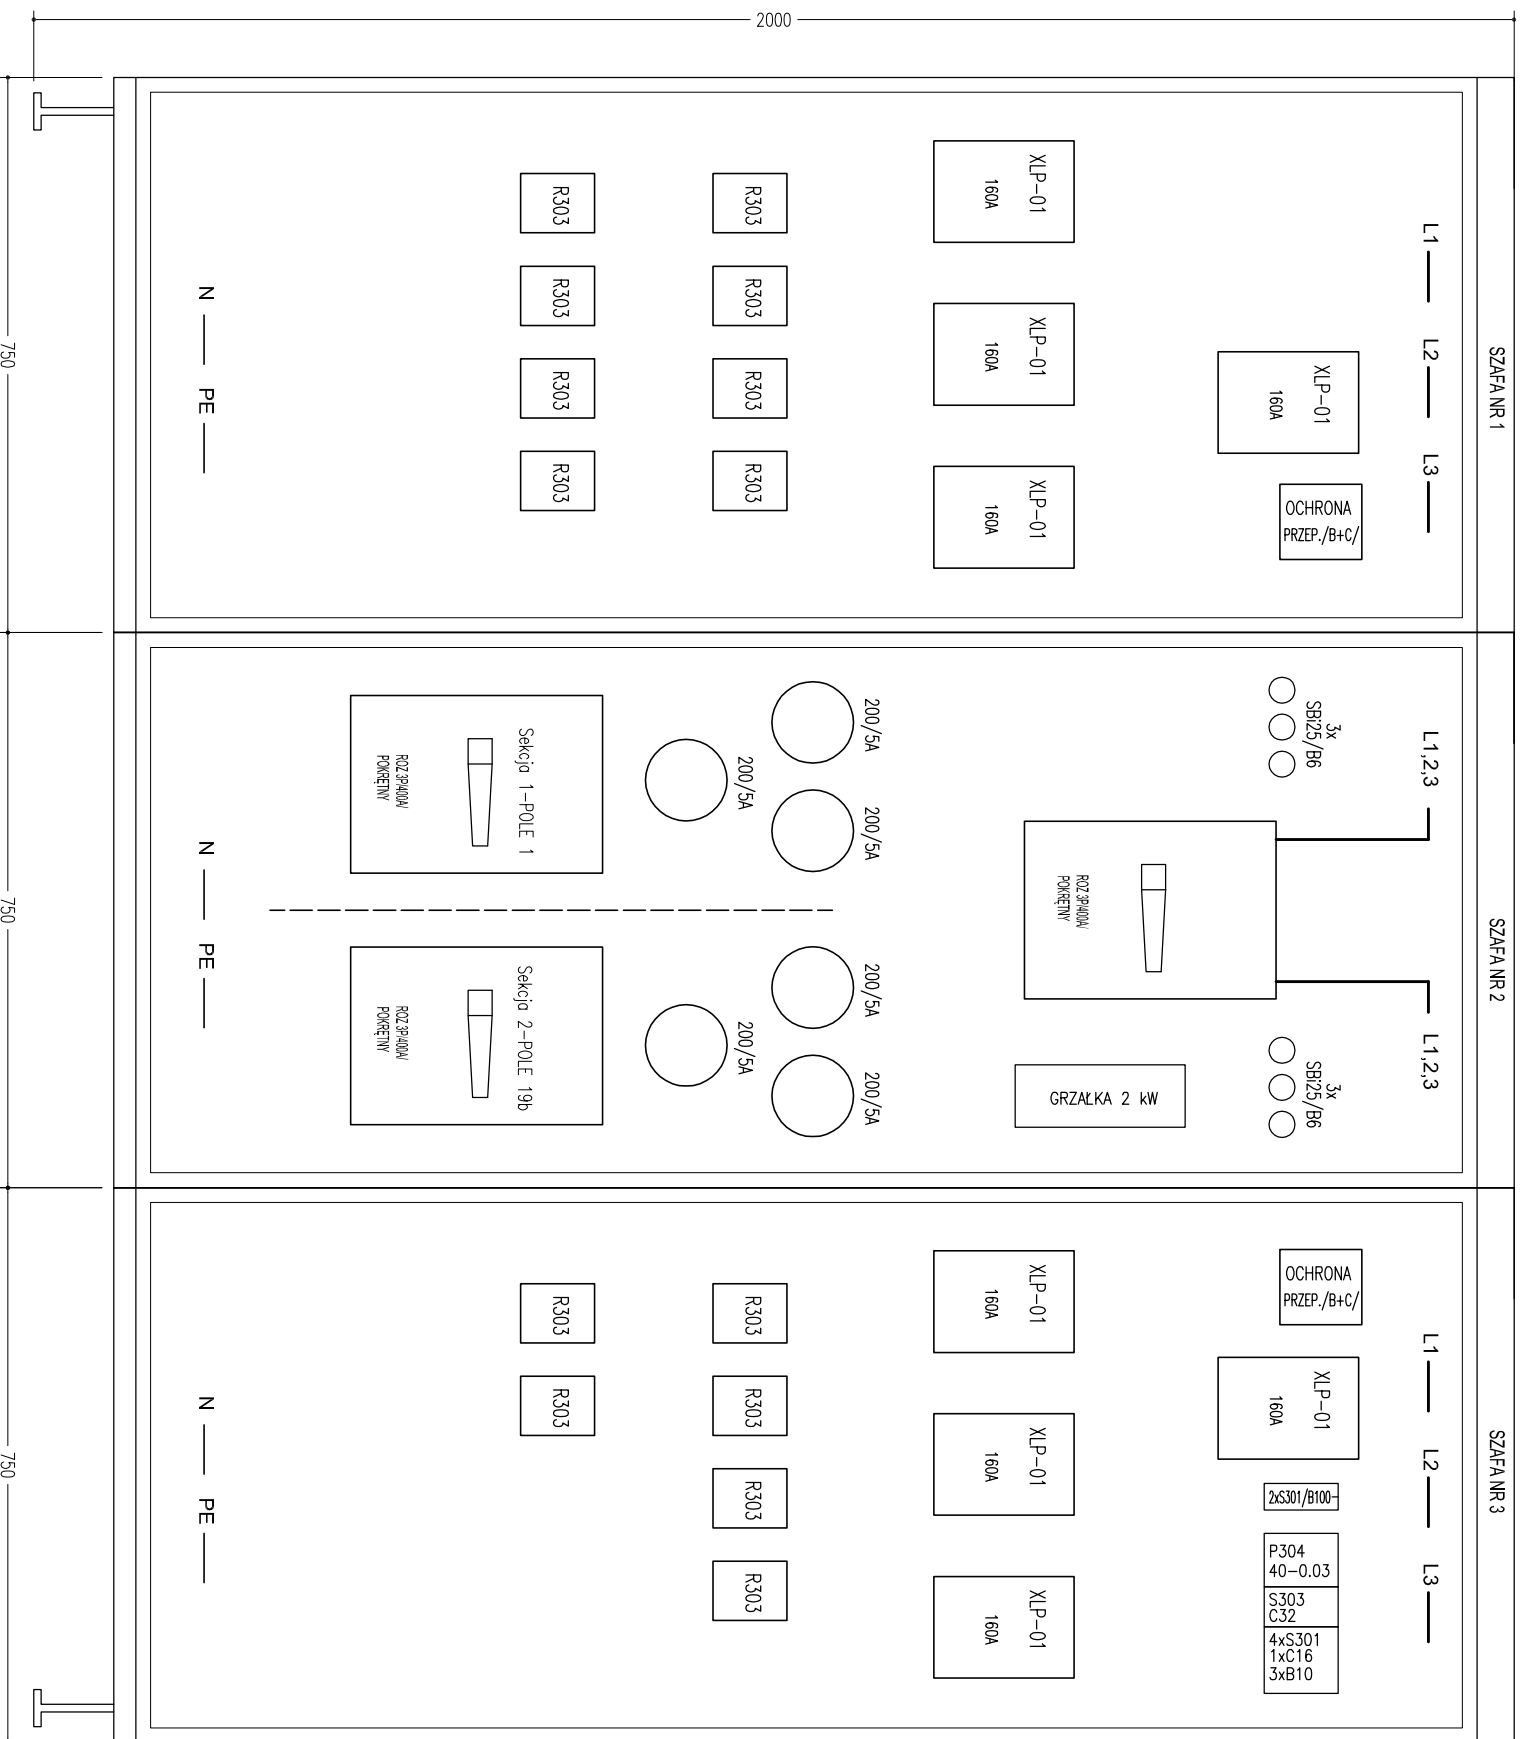 2000
SZAFA NR 1
750
L1
L2
L3
XLP-01
160A
OCHRONA
PRZEP./B+C/
XLP-01
160A
XLP-01
160A
XLP-01
160A
R303
R303
R303
R303
R303
R303
R303
R303
N
PE
SZAFA NR 2
750
L1,2,3
L1,2,3
3x
SBi25/B6
3x
SBi25/B6
ROZ 3P/400A/
POKRĘTNY
GRZAŁKA 2 kW
200/5A
200/5A
200/5A
200/5A
200/5A
200/5A
Sekcja 1-POLE 1
ROZ 3P/400A/
POKRĘTNY
Sekcja 2-POLE 19b
ROZ 3P/400A/
POKRĘTNY
N
PE
SZAFA NR 3
750
L1
L2
L3
OCHRONA
PRZEP./B+C/
XLP-01
160A
2xS301/B100-
P304
40-0.03
S303
C32
4xS301
1xC16
3xB10
XLP-01
160A
XLP-01
160A
XLP-01
160A
R303
R303
R303
R303
R303
R303
N
PE